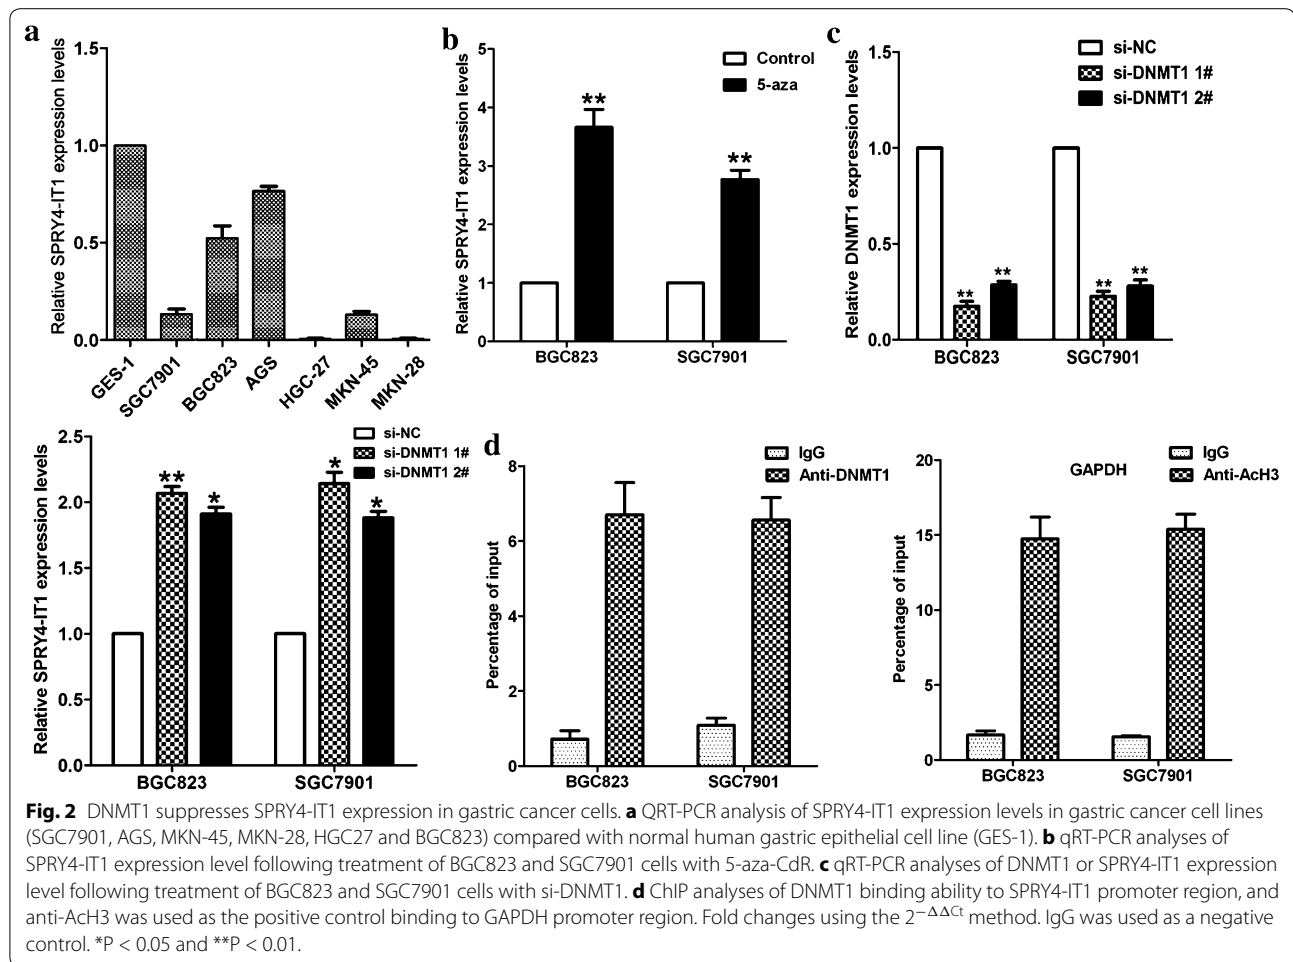 a
Relative SPRY4-IT1 expression levels
1.5
1.0
0.5
0.0
GES-1
SGC7901
BGC823
AGS
HGC-27
MKN-45
MKN-28
b
Relative SPRY4-IT1 expression levels
5
4
3
2
1
0
Control
5-aza
**
**
BGC823
SGC7901
c
Relative DNMT1 expression levels
1.5
1.0
0.5
0.0
si-NC
si-DNMT1 1#
si-DNMT1 2#
**
**
**
**
BGC823
SGC7901
Relative SPRY4-IT1 expression levels
2.5
2.0
1.5
1.0
0.5
0.0
si-NC
si-DNMT1 1#
si-DNMT1 2#
**
*
*
*
BGC823
SGC7901
d
Percentage of input
8
6
4
2
0
IgG
Anti-DNMT1
BGC823
SGC7901
Percentage of input
20
15
10
5
0
GAPDH
IgG
Anti-AcH3
BGC823
SGC7901
Fig. 2 DNMT1 suppresses SPRY4-IT1 expression in gastric cancer cells. a QRT-PCR analysis of SPRY4-IT1 expression levels in gastric cancer cell lines
(SGC7901, AGS, MKN-45, MKN-28, HGC27 and BGC823) compared with normal human gastric epithelial cell line (GES-1). b qRT-PCR analyses of
SPRY4-IT1 expression level following treatment of BGC823 and SGC7901 cells with 5-aza-CdR. c qRT-PCR analyses of DNMT1 or SPRY4-IT1 expression
level following treatment of BGC823 and SGC7901 cells with si-DNMT1. d ChIP analyses of DNMT1 binding ability to SPRY4-IT1 promoter region, and
anti-AcH3 was used as the positive control binding to GAPDH promoter region. Fold changes using the 2−ΔΔCt method. IgG was used as a negative
control. *P < 0.05 and **P < 0.01.